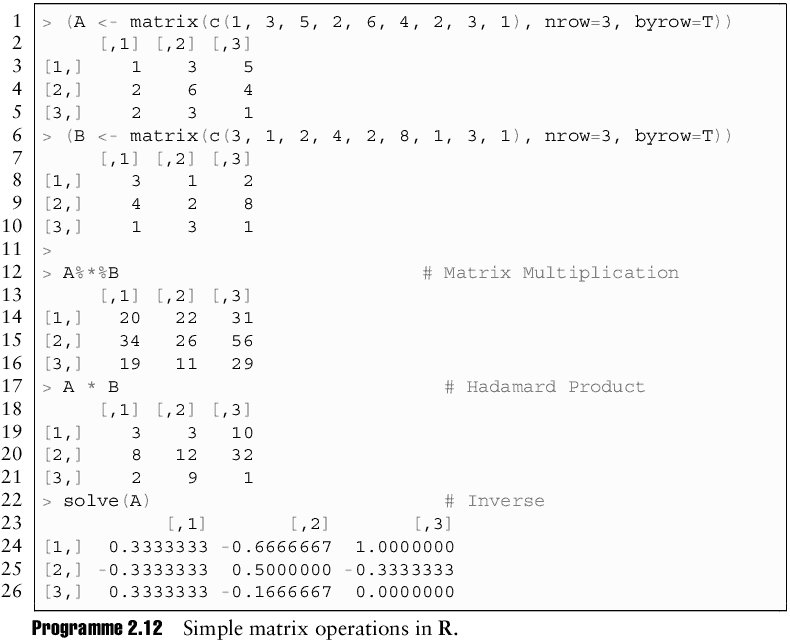 1 > (A <- matrix(c(1, 3, 5, 2, 6, 4, 2, 3, 1), nrow=3, byrow=T))
2      [,1] [,2] [,3]
3 [1,]    1    3    5
4 [2,]    2    6    4
5 [3,]    2    3    1
6 > (B <- matrix(c(3, 1, 2, 4, 2, 8, 1, 3, 1), nrow=3, byrow=T))
7      [,1] [,2] [,3]
8 [1,]    3    1    2
9 [2,]    4    2    8
10 [3,]    1    3    1
11 >
12 > A%*%B                             # Matrix Multiplication
13      [,1] [,2] [,3]
14 [1,]   20   22   31
15 [2,]   34   26   56
16 [3,]   19   11   29
17 > A * B                               # Hadamard Product
18      [,1] [,2] [,3]
19 [1,]    3    3   10
20 [2,]    8   12   32
21 [3,]    2    9    1
22 > solve(A)                            # Inverse
23            [,1]       [,2]       [,3]
24 [1,]  0.3333333 -0.6666667  1.0000000
25 [2,] -0.3333333  0.5000000 -0.3333333
26 [3,]  0.3333333 -0.1666667  0.0000000
Programme 2.12 Simple matrix operations in R.